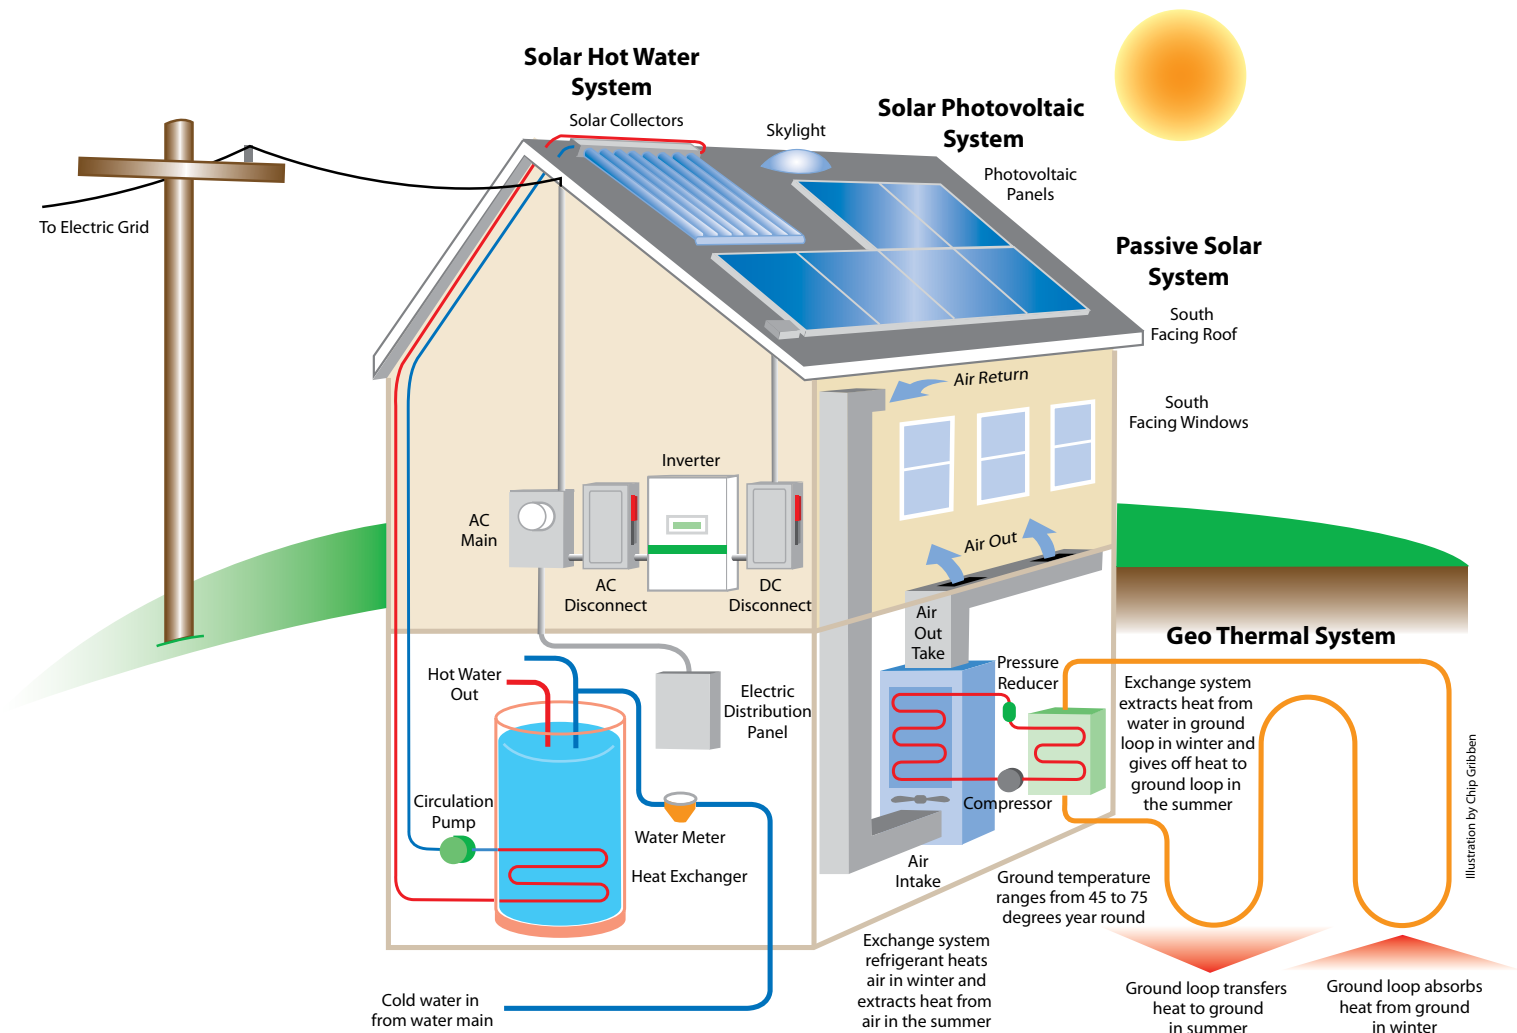 Solar Hot Water
System
Solar Collectors
Skylight
Solar Photovoltaic
System
Photovoltaic
Panels
To Electric Grid
Passive Solar
System
South
Facing Roof
South
Facing Windows
Air Return
Inverter
AC
Main
AC
Disconnect
DC
Disconnect
Air Out
Air
Out
Take
Geo Thermal System
Pressure
Reducer
Hot Water
Out
Electric
Distribution
Panel
Exchange system
extracts heat from
water in ground
loop in winter and
gives off heat to
ground loop in
the summer
Compressor
Circulation
Pump
Water Meter
Heat Exchanger
Air
Intake
Ground temperature
ranges from 45 to 75
degrees year round
Illustration by Chip Gribben
Exchange system
refrigerant heats
air in winter and
extracts heat from
air in the summer
Cold water in
from water main
Ground loop transfers
heat to ground
in summer
Ground loop absorbs
heat from ground
in winter